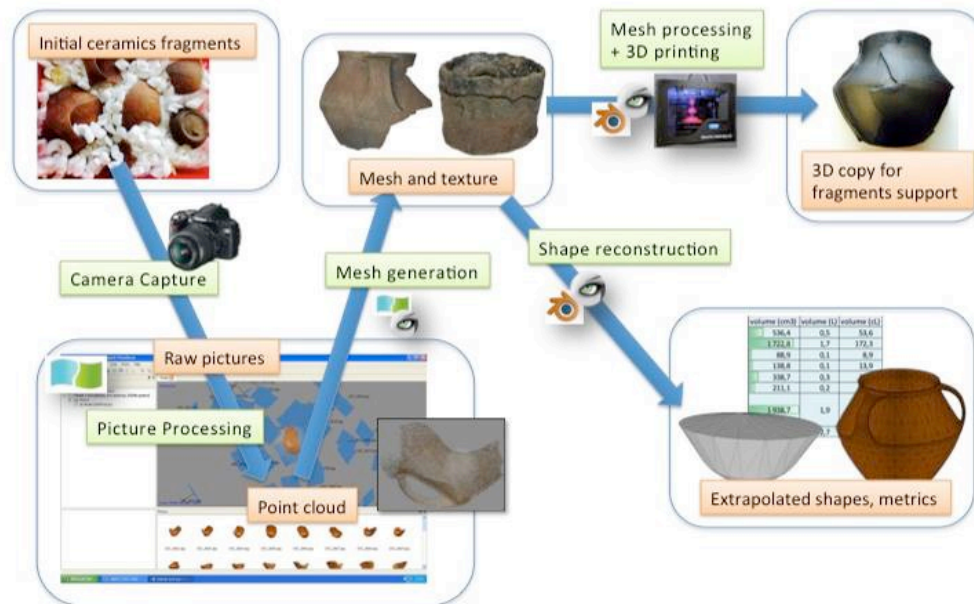 Initial ceramics fragments
Mesh processing
+ 3D printing
Mesh and texture
3D copy for
fragments support
Camera Capture
Mesh generation
Shape reconstruction
Raw pictures
Picture Processing
Point cloud
volume (cm3) volume (L) volume (cL)
536,4 0,5 53,6
1 722,8 1,7 172,3
88,9 0,1 8,9
138,8 0,1 13,9
338,7 0,3
211,1 0,2
1 938,7 1,9
Extrapolated shapes, metrics